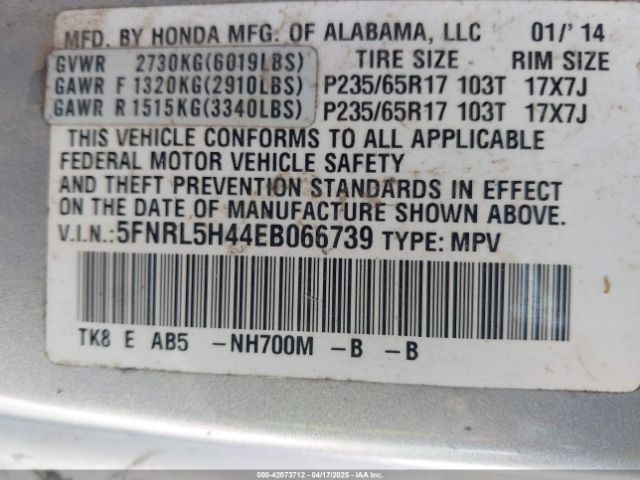 MFD. BY HONDA MFG. OF ALABAMA, LLC 01/'14
GVWR 2730KG(6019LBS) TIRE SIZE RIM SIZE
GAWR F 1320KG(2910LBS) P235/65R17 103T 17X7J
GAWR R 1515KG(3340LBS) P235/65R17 103T 17X7J
THIS VEHICLE CONFORMS TO ALL APPLICABLE
FEDERAL MOTOR VEHICLE SAFETY
AND THEFT PREVENTION STANDARDS IN EFFECT
ON THE DATE OF MANUFACTURE SHOWN ABOVE.
V.I.N.:5FNRL5H44EB066739 TYPE: MPV
TK8 E AB5 -NH700M -B -B
000-42073712 - 04/17/2025 - IAAI.COM